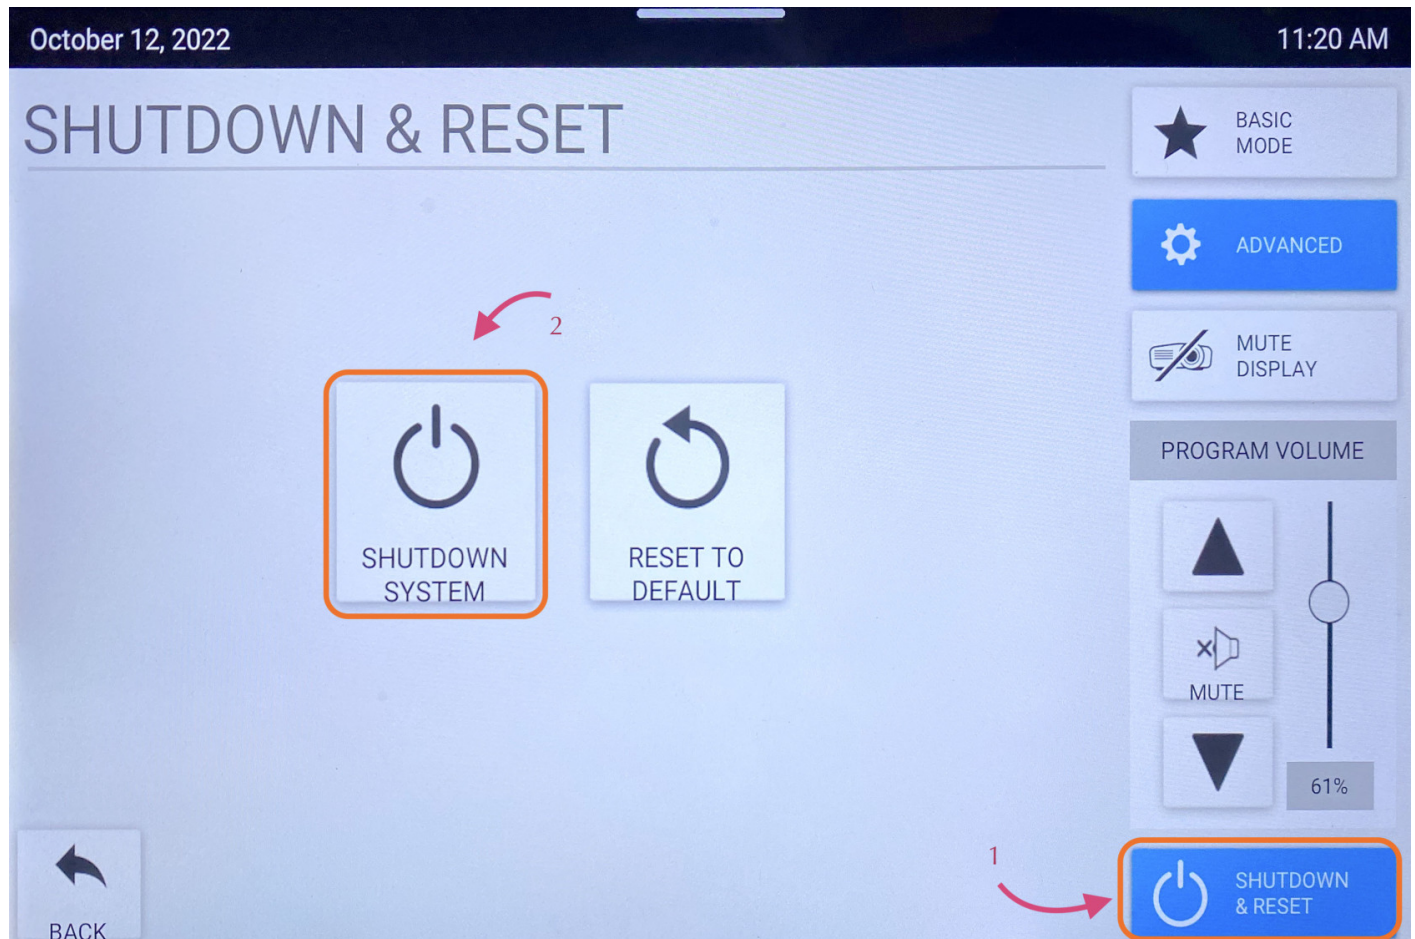 October 12, 2022
11:20 AM
SHUTDOWN & RESET
BASIC
MODE
ADVANCED
MUTE
DISPLAY
PROGRAM VOLUME
2
SHUTDOWN
SYSTEM
RESET TO
DEFAULT
MUTE
61%
1
SHUTDOWN
& RESET
BACK